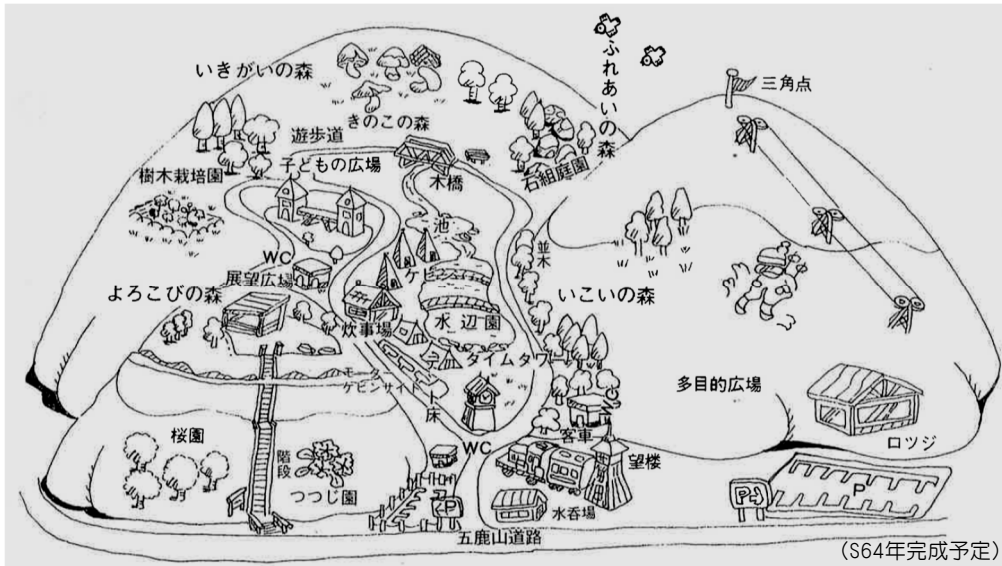 いきがいの森
きのこの森
ふれあいの森
三角点
遊歩道
子どもの広場
木橋
石組庭園
樹木栽培園
池
並木
WC
展望広場
よろこびの森
いこいの森
炊事場
水辺園
タイムタワー
モーター
ケビンサイト
多目的広場
ロツジ
桜園
階段
つつじ園
WC
客車
WC
望楼
水呑場
P
P
P
五鹿山道路
(S64年完成予定)